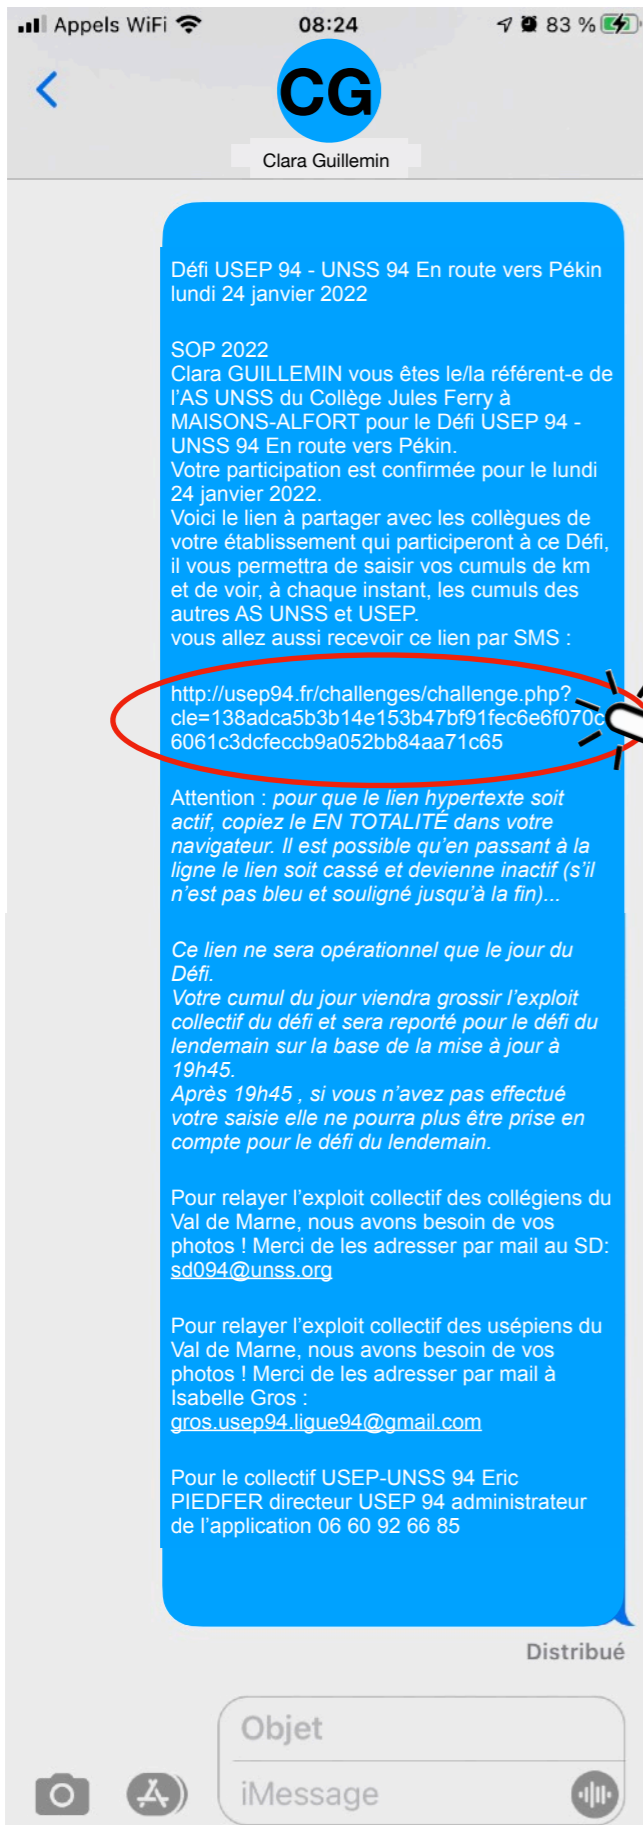 Appels WiFi 08:24 83 %
CG
Clara Guillemin
Défi USEP 94 - UNSS 94 En route vers Pékin
lundi 24 janvier 2022
SOP 2022
Clara GUILLEMIN vous êtes le/la référent-e de
l’AS UNSS du Collège Jules Ferry à
MAISONS-ALFORT pour le Défi USEP 94 -
UNSS 94 En route vers Pékin.
Votre participation est confirmée pour le lundi
24 janvier 2022.
Voici le lien à partager avec les collègues de
votre établissement qui participeront à ce Défi,
il vous permettra de saisir vos cumuls de km
et de voir, à chaque instant, les cumuls des
autres AS UNSS et USEP.
vous allez aussi recevoir ce lien par SMS :
http://usep94.fr/challenges/challenge.php?
cle=138adca5b3b14e153b47bf91fec6e6f070c
6061c3dcfeccb9a052bb84aa71c65
Attention : pour que le lien hypertexte soit
actif, copiez le EN TOTALITÉ dans votre
navigateur. Il est possible qu’en passant à la
ligne le lien soit cassé et devienne inactif (s’il
n’est pas bleu et souligné jusqu’à la fin)...
Ce lien ne sera opérationnel que le jour du
Défi.
Votre cumul du jour viendra grossir l’exploit
collectif du défi et sera reporté pour le défi du
lendemain sur la base de la mise à jour à
19h45.
Après 19h45 , si vous n’avez pas effectué
votre saisie elle ne pourra plus être prise en
compte pour le défi du lendemain.
Pour relayer l’exploit collectif des collégiens du
Val de Marne, nous avons besoin de vos
photos ! Merci de les adresser par mail au SD:
sd094@unss.org
Pour relayer l’exploit collectif des usépiens du
Val de Marne, nous avons besoin de vos
photos ! Merci de les adresser par mail à
Isabelle Gros :
gros.usep94.ligue94@gmail.com
Pour le collectif USEP-UNSS 94 Eric
PIEDFER directeur USEP 94 administrateur
de l’application 06 60 92 66 85
Distribué
Objet
iMessage